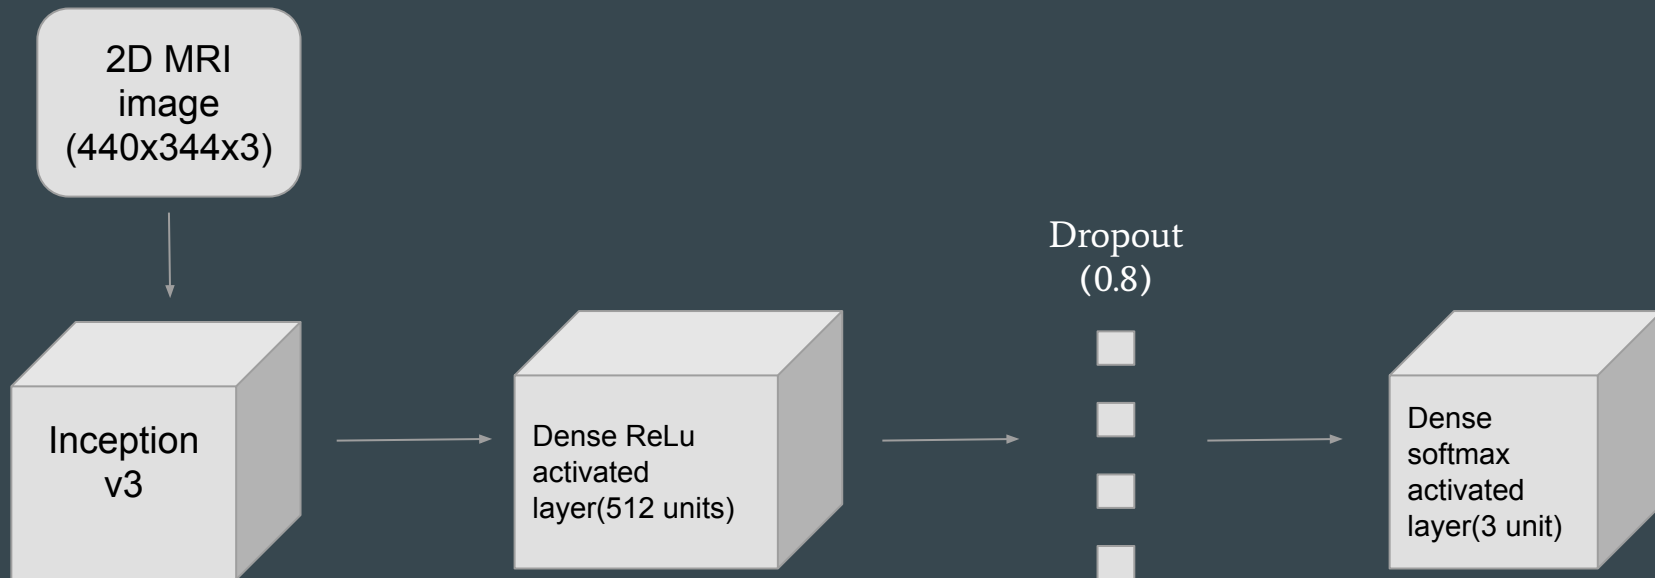 2D MRI
image
(440x344x3)
Inception
v3
Dense ReLu
activated
layer(512 units)
Dropout
(0.8)
Dense
softmax
activated
layer(3 unit)